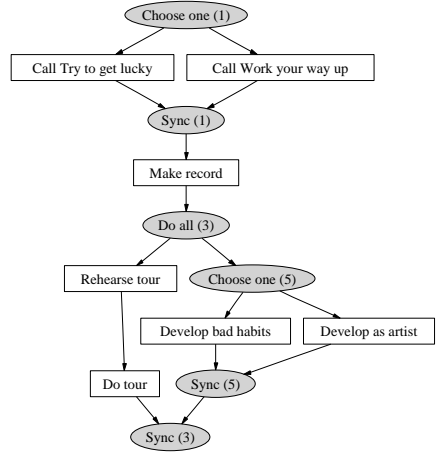 Choose one (1)
Call Try to get lucky
Call Work your way up
Sync (1)
Make record
Do all (3)
Rehearse tour
Choose one (5)
Develop bad habits
Develop as artist
Do tour
Sync (5)
Sync (3)